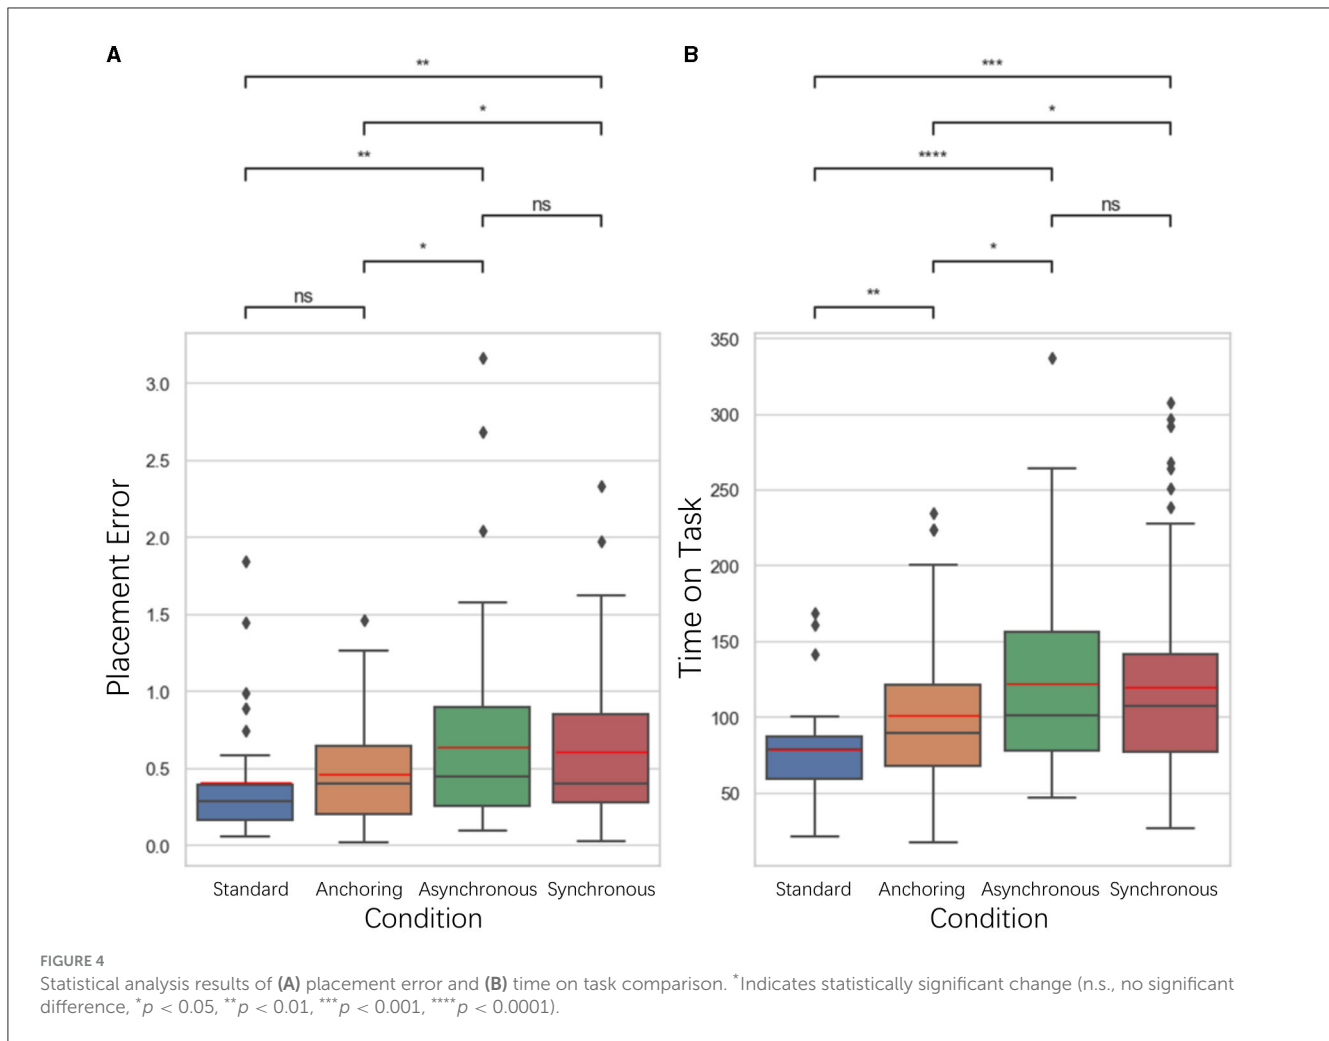 A
B
**
***
*
*
**
****
ns
ns
*
*
ns
**
Placement Error
3.0
2.5
2.0
1.5
1.0
0.5
0.0
Standard Anchoring Asynchronous Synchronous
Condition
Time on Task
350
300
250
200
150
100
50
Standard Anchoring Asynchronous Synchronous
Condition
FIGURE 4
Statistical analysis results of (A) placement error and (B) time on task comparison. *Indicates statistically significant change (n.s., no significant
difference, *p < 0.05, **p < 0.01, ***p < 0.001, ****p < 0.0001).